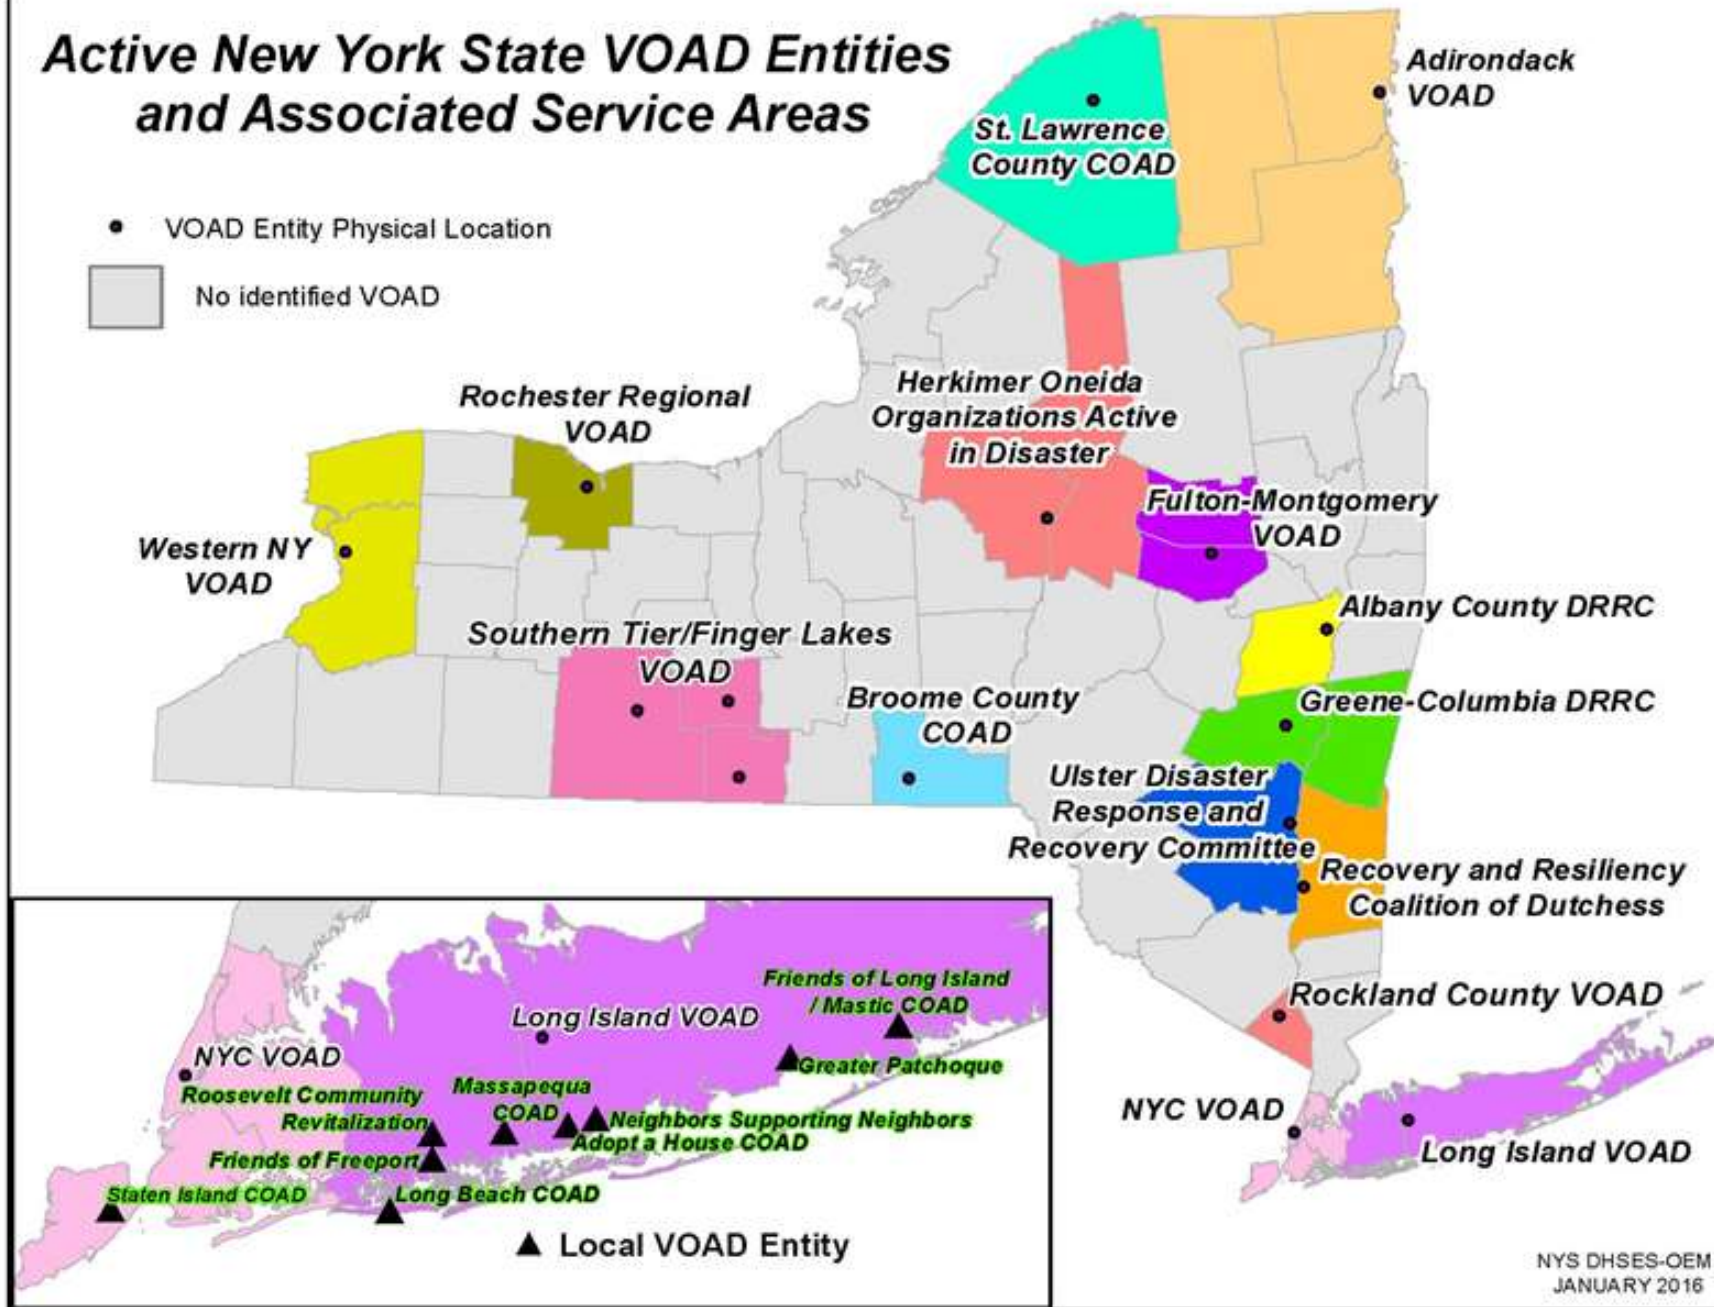 Active New York State VOAD Entities
and Associated Service Areas
VOAD Entity Physical Location
No identified VOAD
Adirondack
VOAD
St. Lawrence
County COAD
Herkimer Oneida
Organizations Active
in Disaster
Rochester Regional
VOAD
Fulton-Montgomery
VOAD
Western NY
VOAD
Albany County DRRC
Southern Tier/Finger Lakes
VOAD
Broome County
COAD
Greene-Columbia DRRC
Ulster Disaster
Response and
Recovery Committee
Recovery and Resiliency
Coalition of Dutchess
Rockland County VOAD
NYC VOAD
Long Island VOAD
Friends of Long Island
/ Mastic COAD
Long Island VOAD
NYC VOAD
Greater Patchoque
Roosevelt Community
Revitalization
Massapequa
COAD
Neighbors Supporting Neighbors
Adopt a House COAD
Friends of Freeport
Staten Island COAD
Long Beach COAD
Local VOAD Entity
NYS DHSES-OEM
JANUARY 2016